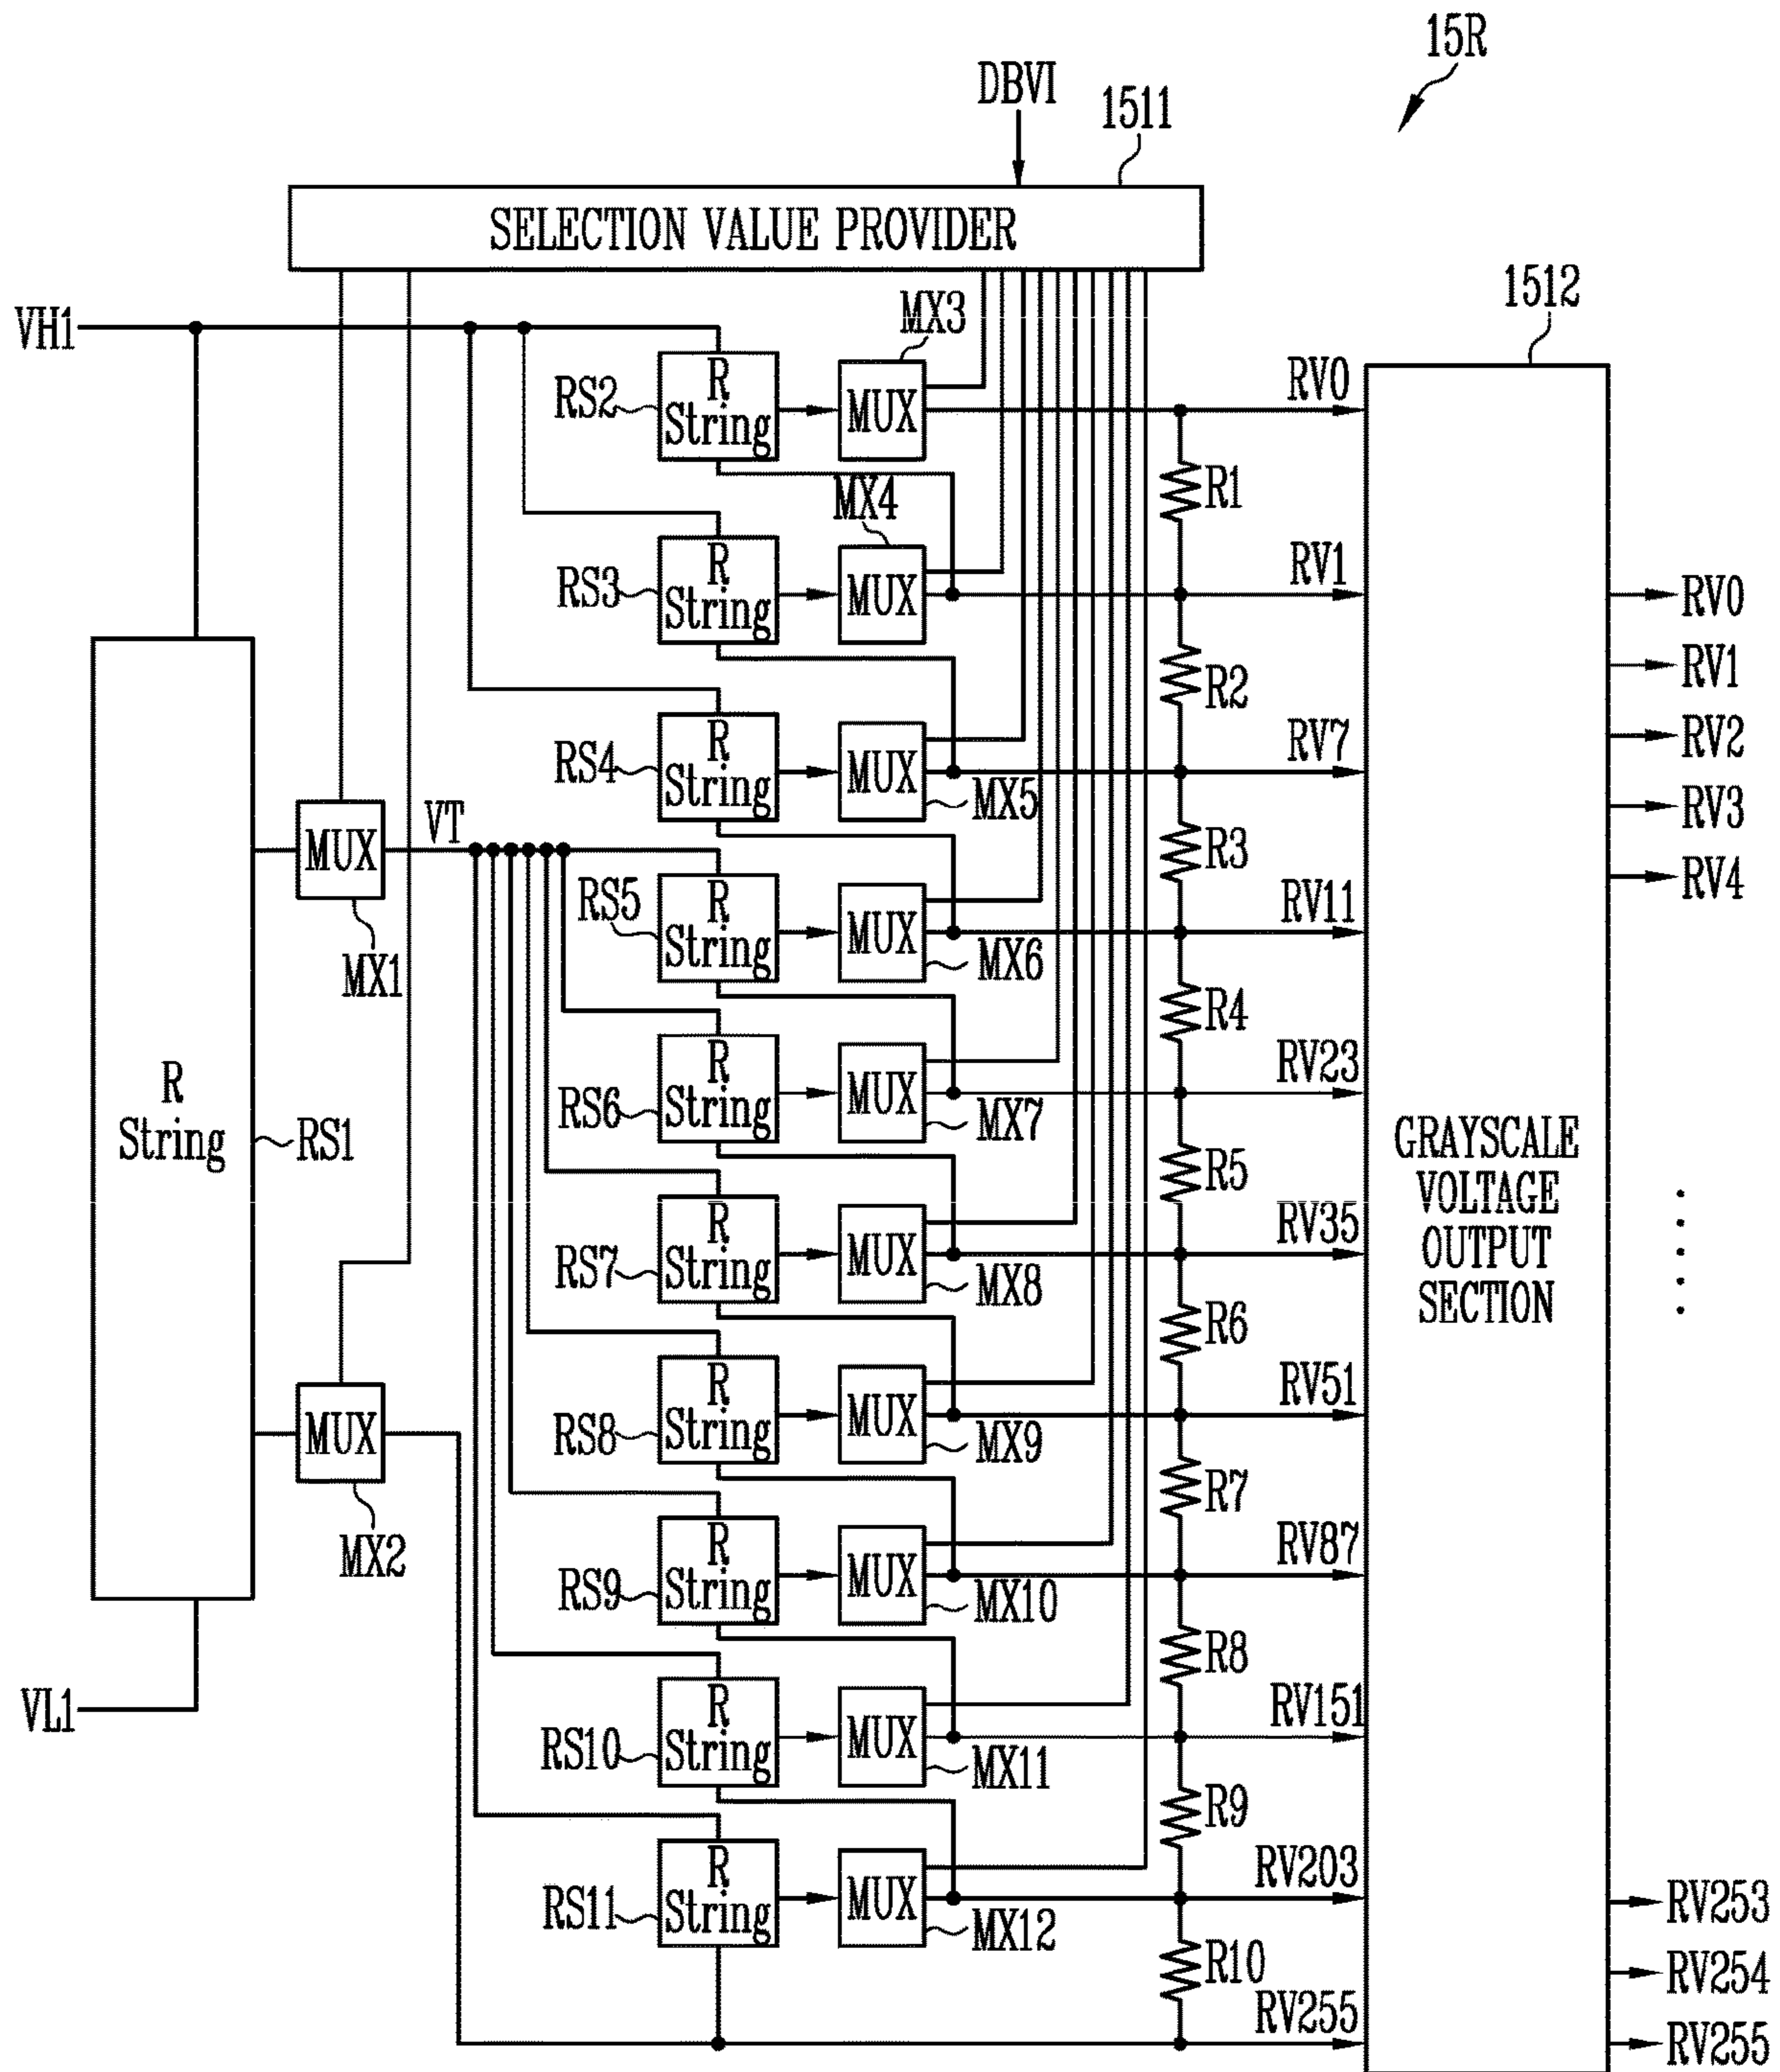 15R
DBVI
1511
SELECTION VALUE PROVIDER
1512
VH1
MX3
RS2
R
String
MUX
RV0
R1
MX4
RS3
R
String
MUX
RV1
RV0
R2
RV1
RS4
R
String
MUX
RV7
RV2
MX5
R3
RV3
MUX
VT
RV4
RS5
R
String
MUX
RV11
MX1
MX6
R4
RS6
R
String
MUX
RV23
R
String
RS1
MX7
R5
GRAYSCALE
VOLTAGE
OUTPUT
SECTION
RS7
R
String
MUX
RV35
MX8
R6
MUX
RS8
R
String
MUX
RV51
MX2
MX9
R7
RS9
R
String
MUX
RV87
MX10
R8
VL1
RS10
R
String
MUX
RV151
MX11
R9
RS11
R
String
MUX
RV203
RV253
MX12
R10
RV254
RV255
RV255